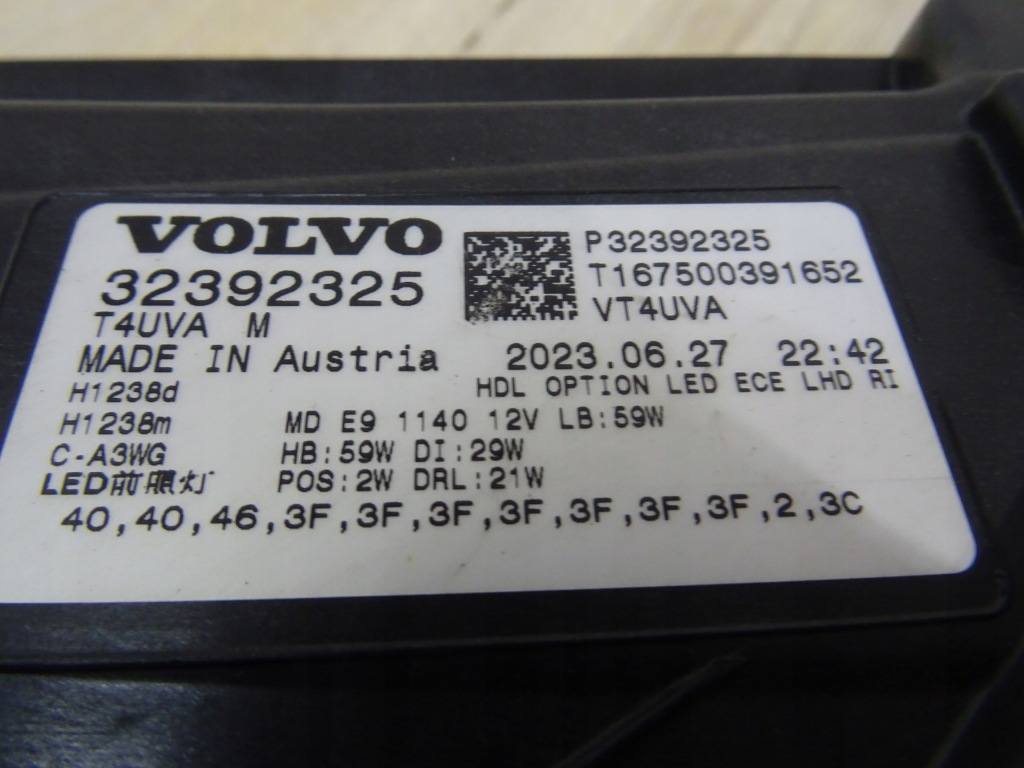 VOLVO
32392325
P32392325
T167500391652
VT4UVA
T4UVA M
MADE IN Austria 2023.06.27 22:42
H1238d HDL OPTION LED ECE LHD RI
H1238m MD E9 1140 12V LB:59W
C-A3WG HB:59W DI:29W
LED前照灯 POS:2W DRL:21W
40,40,46,3F,3F,3F,3F,3F,3F,3F,2,3C